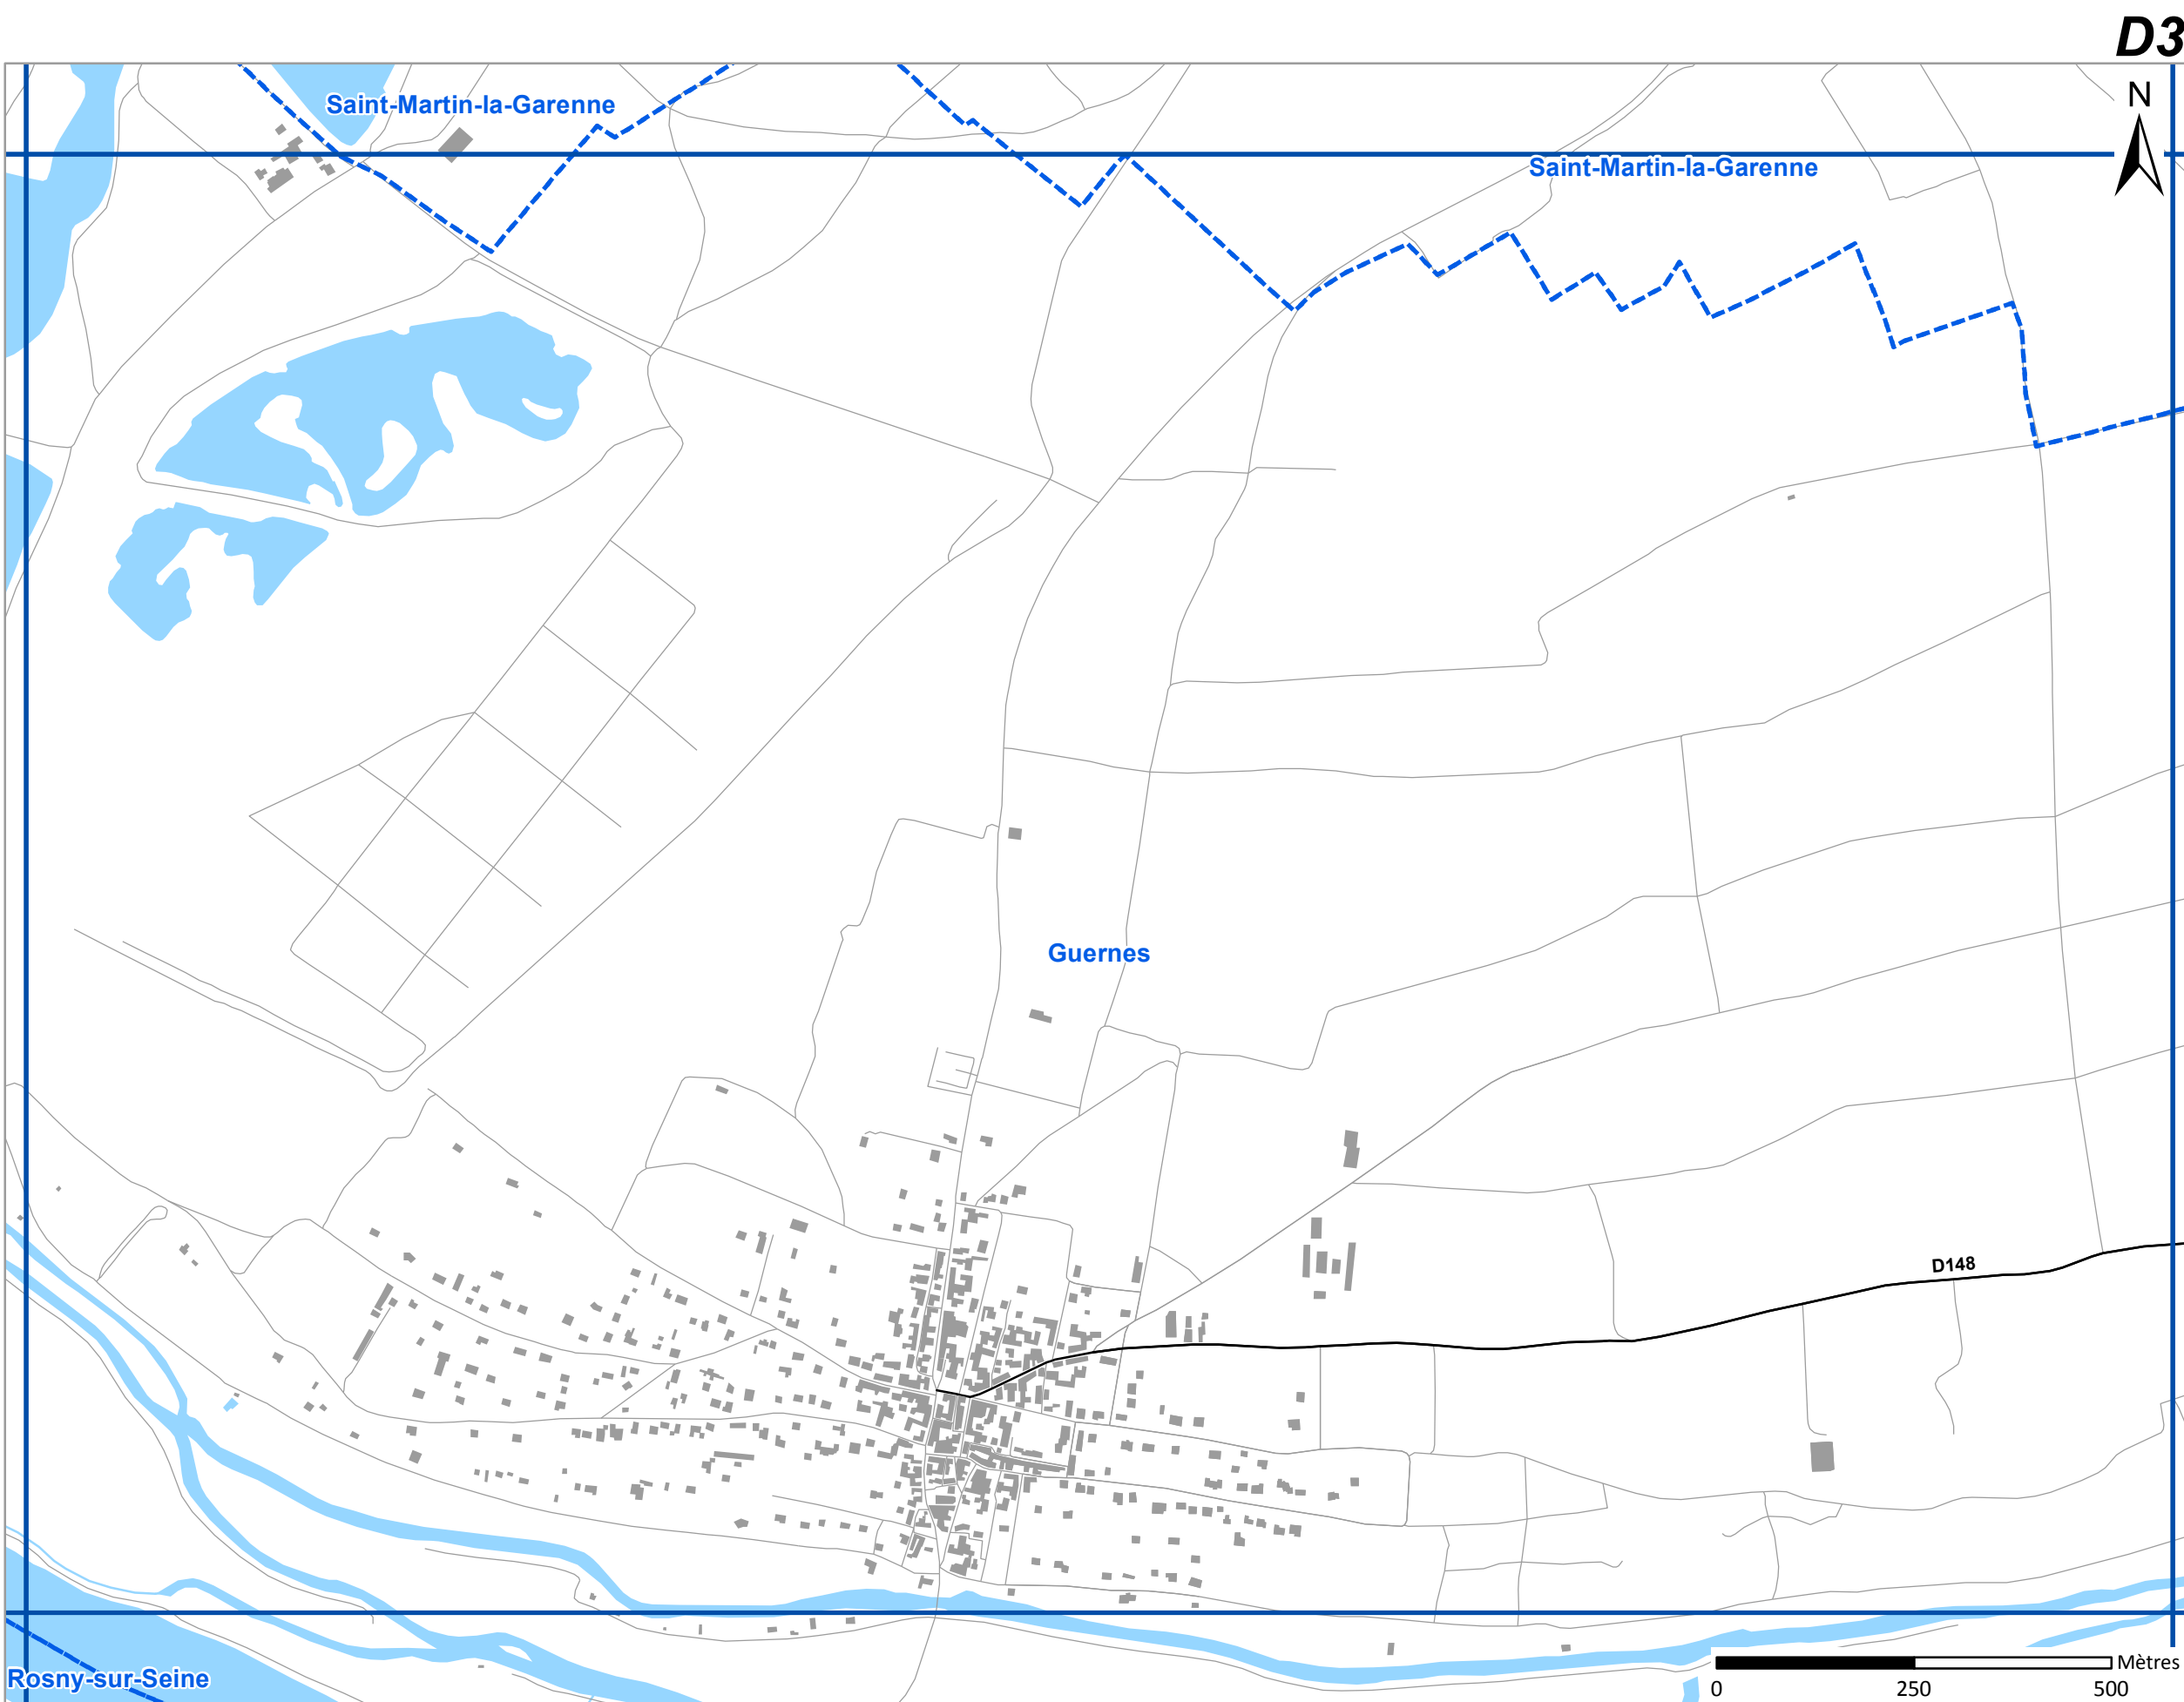 D3
N
Saint-Martin-la-Garenne
Saint-Martin-la-Garenne
Guernes
D148
Rosny-sur-Seine
Mètres
0 250 500